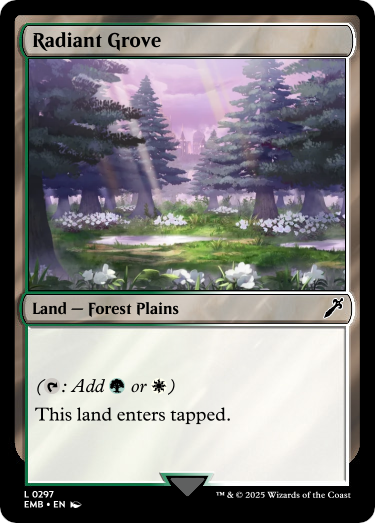 Radiant Grove
Land — Forest Plains
(: Add or )
This land enters tapped.
L 0297
EMB • EN
™ & © 2025 Wizards of the Coast